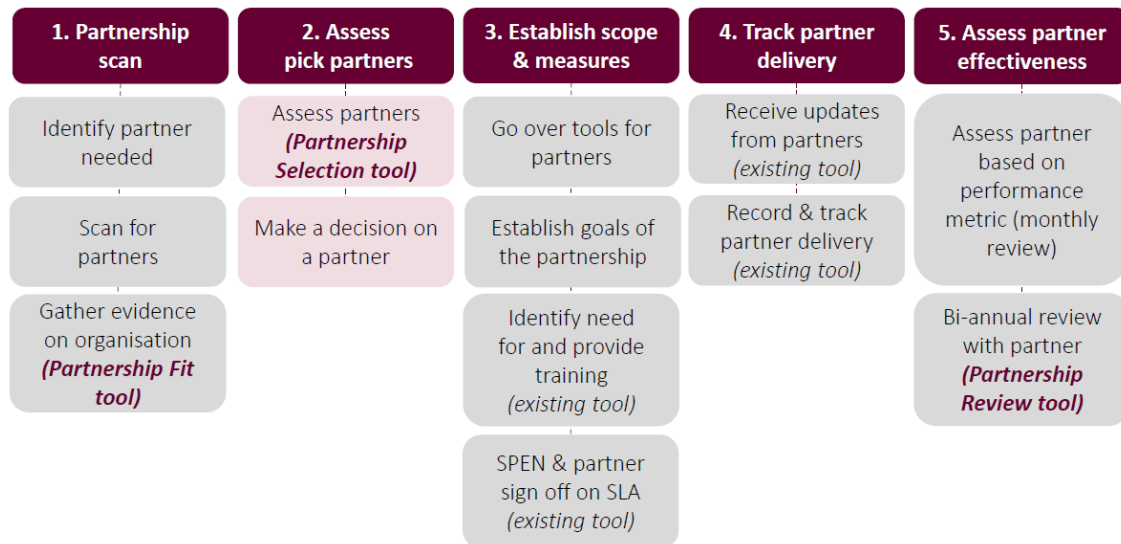 1. Partnership
scan
Identify partner
needed
Scan for
partners
Gather evidence
on organisation
(Partnership Fit
tool)
2. Assess
pick partners
Assess partners
(Partnership
Selection tool)
Make a decision on
a partner
3. Establish scope
& measures
Go over tools for
partners
Establish goals of
the partnership
Identify need
for and provide
training
(existing tool)
SPEN & partner
sign off on SLA
(existing tool)
4. Track partner
delivery
Receive updates
from partners
(existing tool)
Record & track
partner delivery
(existing tool)
5. Assess partner
effectiveness
Assess partner
based on
performance
metric (monthly
review)
Bi-annual review
with partner
(Partnership
Review tool)